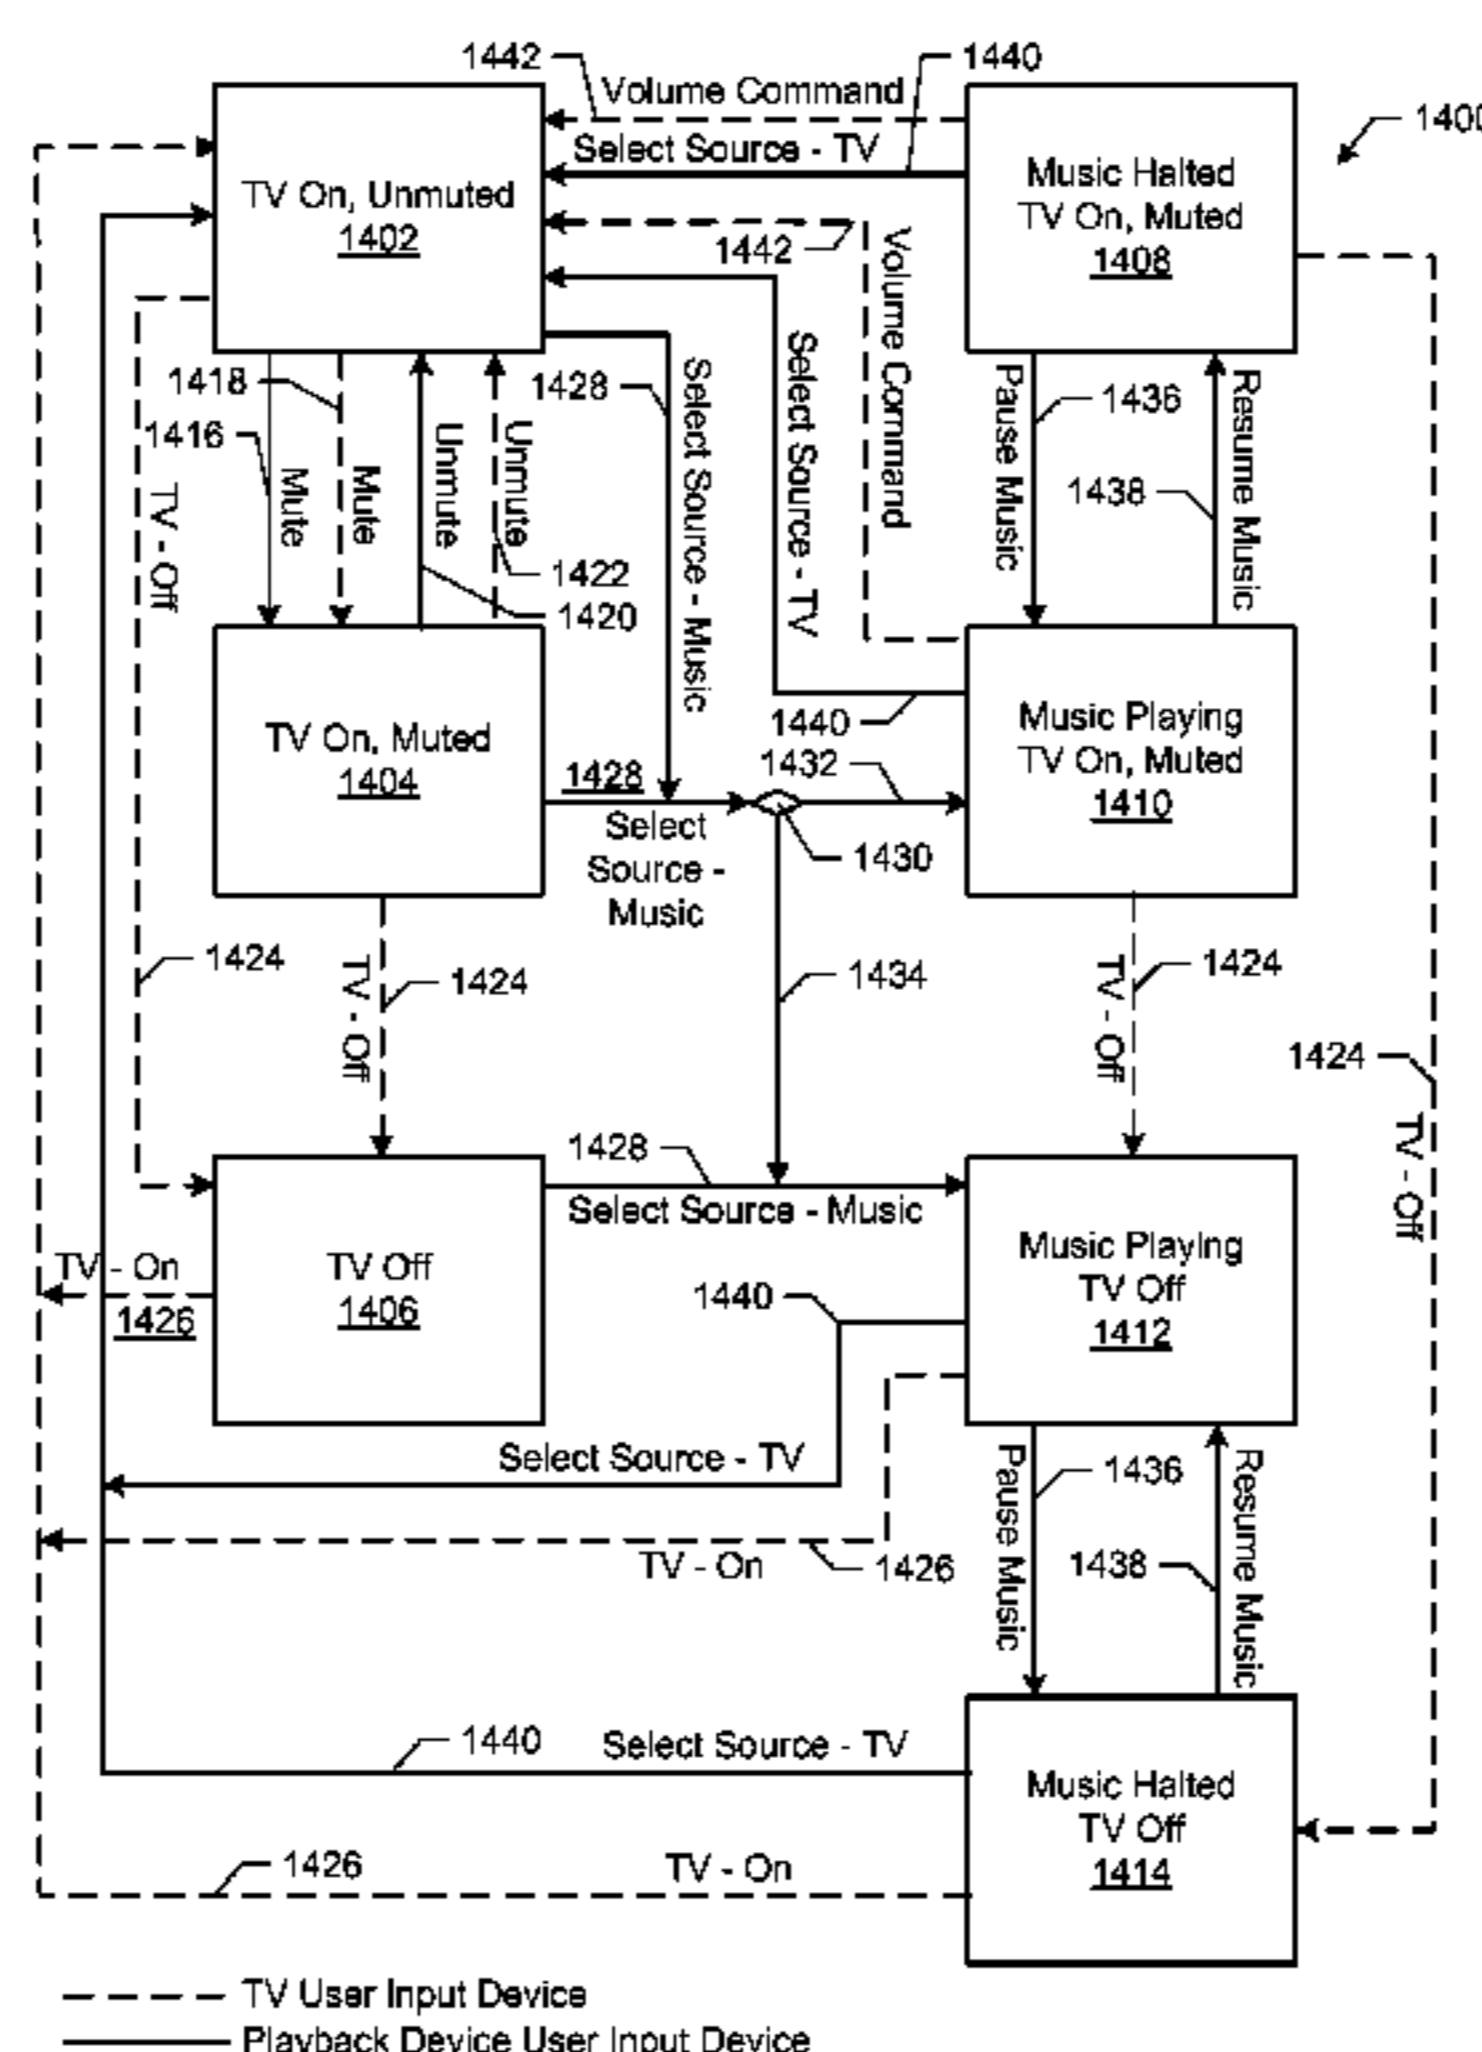 1442
1440
Volume Command
1400
Select Source - TV
TV On, Unmuted
1402
Music Halted
TV On, Muted
1408
1442
Volume Command
Select Source - TV
1418
1416
Mute
Mute
Unmute
Unmute
1428
Select Source - Music
1422
1420
TV - Off
Pause Music
1436
1438
Resume Music
TV On, Muted
1404
1428
Select
Source -
Music
1440
1432
1430
Music Playing
TV On, Muted
1410
1424
TV - Off
1424
1434
TV - Off
1424
1424
TV - Off
1428
Select Source - Music
TV - On
1426
TV Off
1406
1440
Music Playing
TV Off
1412
Select Source - TV
TV - On
1426
Pause Music
1436
1438
Resume Music
1440
Select Source - TV
Music Halted
TV Off
1414
1426
TV - On
TV User Input Device
Playback Device User Input Device